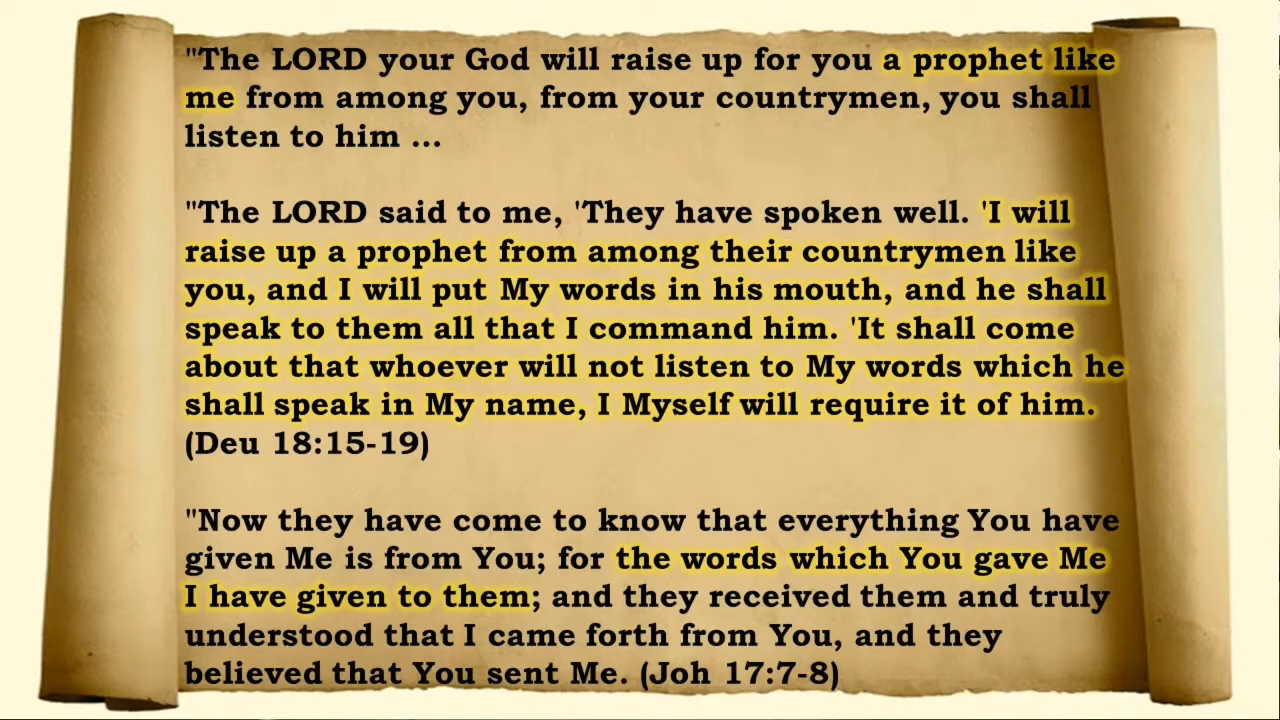 "The LORD your God will raise up for you a prophet like
me from among you, from your countrymen, you shall
listen to him ...
"The LORD said to me, 'They have spoken well. 'I will
raise up a prophet from among their countrymen like
you, and I will put My words in his mouth, and he shall
speak to them all that I command him. 'It shall come
about that whoever will not listen to My words which he
shall speak in My name, I Myself will require it of him.
(Deu 18:15-19)
"Now they have come to know that everything You have
given Me is from You; for the words which You gave Me
I have given to them; and they received them and truly
understood that I came forth from You, and they
believed that You sent Me. (Joh 17:7-8)